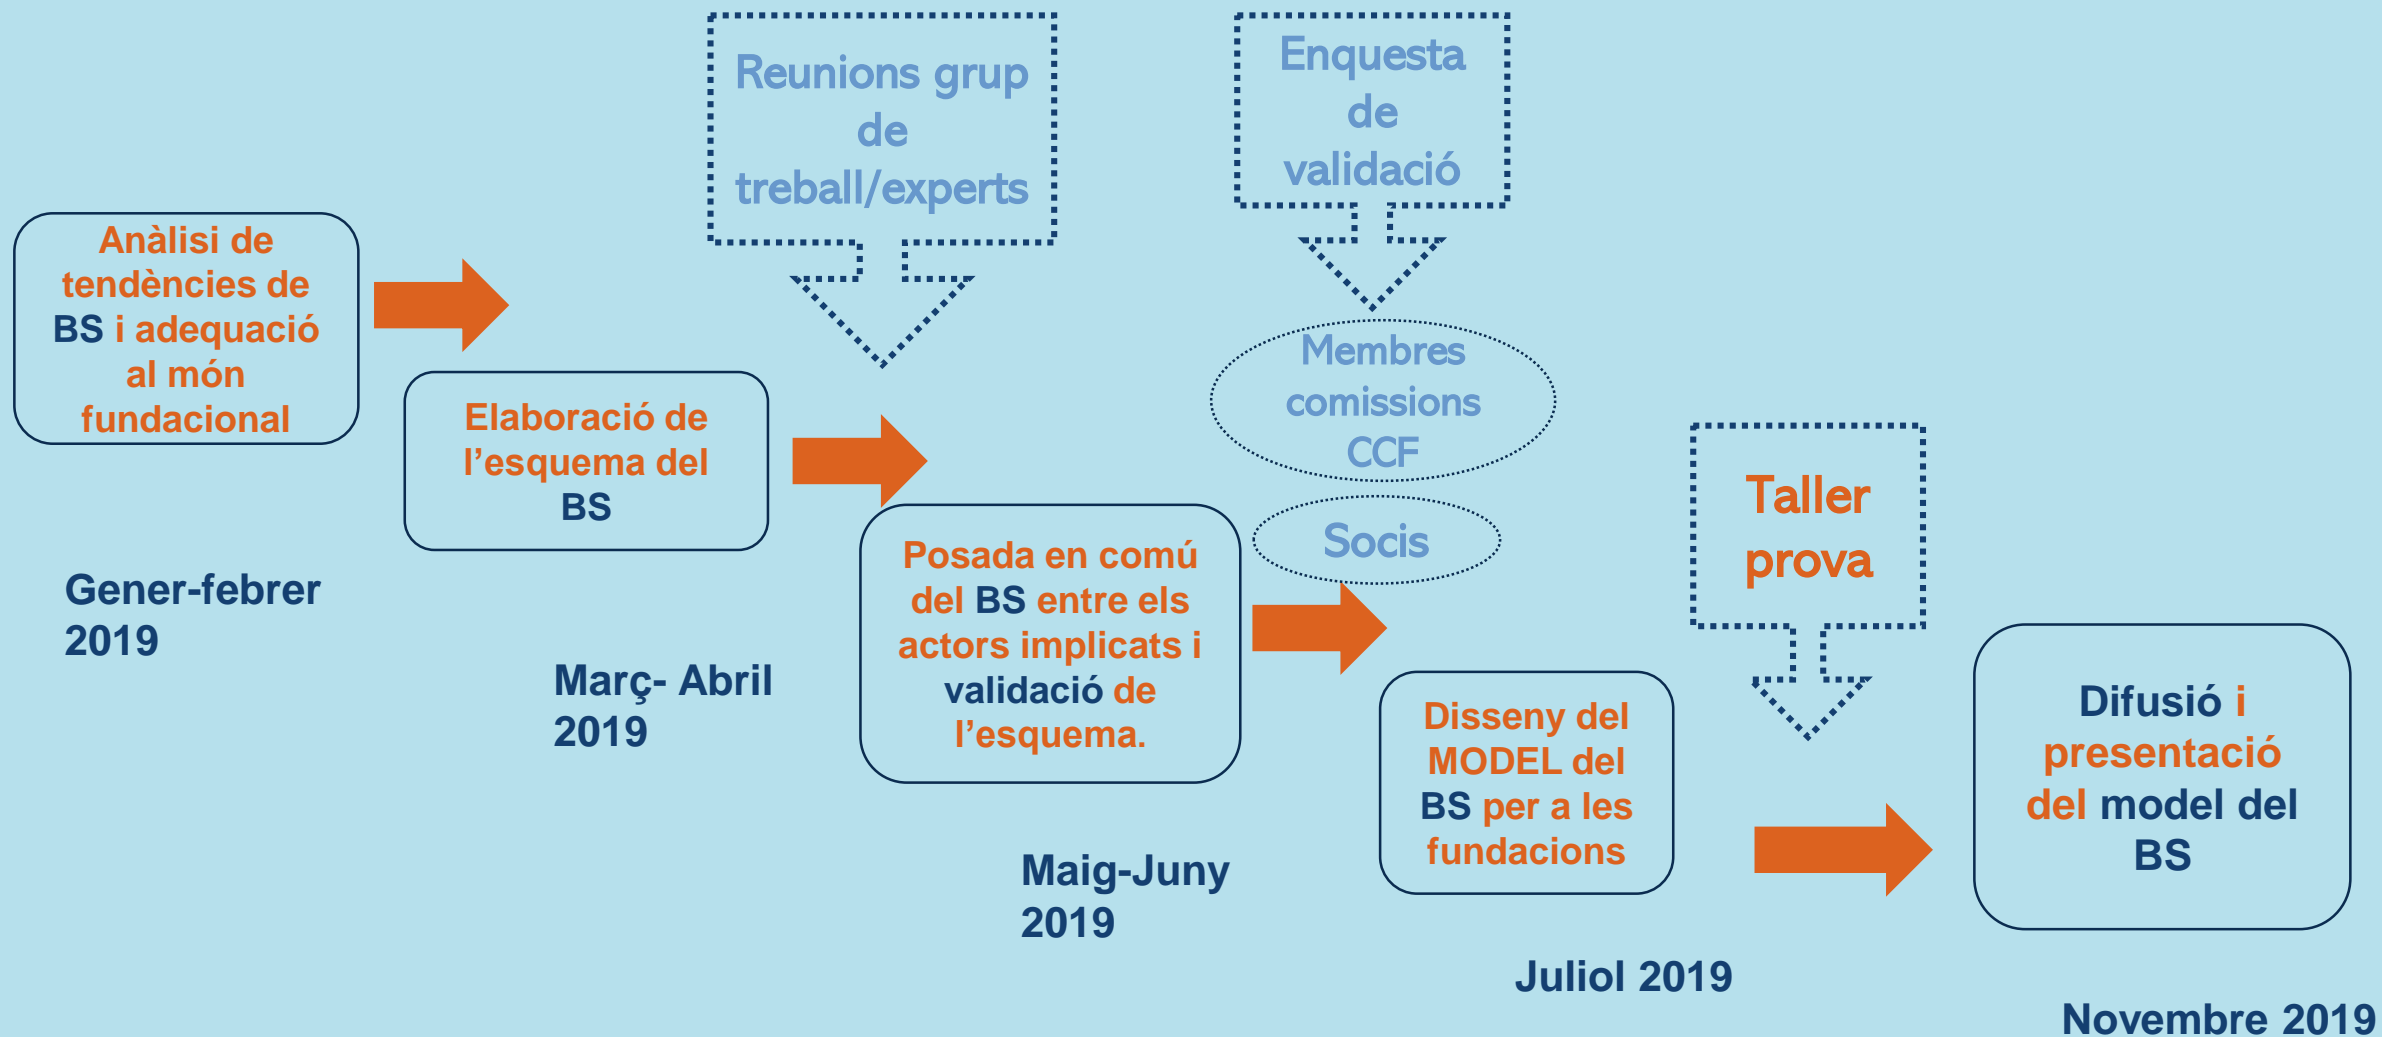 Reunions grup
de
treball/experts
Enquesta
de
validació
Anàlisi de
tendències de
BS i adequació
al món
fundacional
Elaboració de
l’esquema del
BS
Membres
comissions
CCF
Socis
Taller
prova
Gener-febrer
2019
Març- Abril
2019
Posada en comú
del BS entre els
actors implicats i
validació de
l’esquema.
Maig-Juny
2019
Disseny del
MODEL del
BS per a les
fundacions
Juliol 2019
Difusió i
presentació
del model del
BS
Novembre 2019